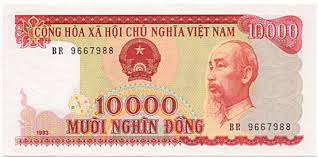 CỘNG HÒA XÃ HỘI CHỦ NGHĨA VIỆT NAM
10000
BR 9667988
10000
MƯỜI NGHÌN ĐỒNG
1993
BR 9667988